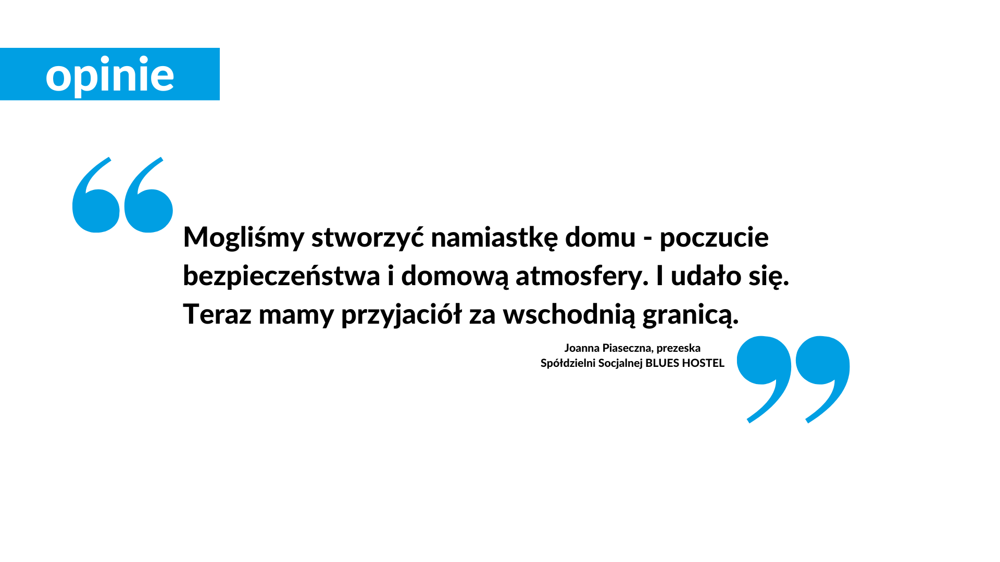 opinie
“
Mogliśmy stworzyć namiastkę domu - poczucie
bezpieczeństwa i domową atmosfery. I udało się.
Teraz mamy przyjaciół za wschodnią granicą.
Joanna Piaseczna, prezeska
Spółdzielni Socjalnej BLUES HOSTEL
”